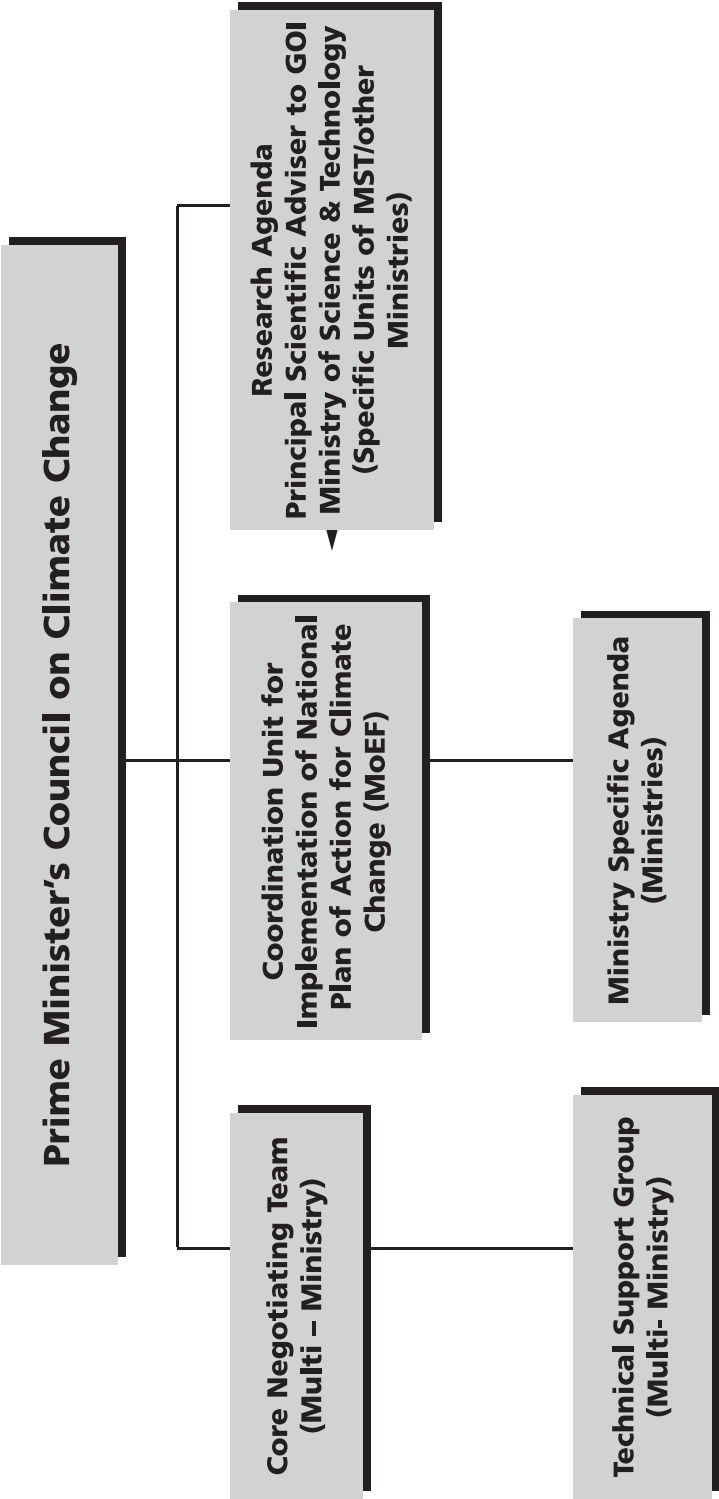 Prime Minister’s Council on Climate Change
Core Negotiating Team
(Multi – Ministry)
Coordination Unit for
Implementation of National
Plan of Action for Climate
Change (MoEF)
Research Agenda
Principal Scientific Adviser to GOI
Ministry of Science & Technology
(Specific Units of MST/other
Ministries)
Technical Support Group
(Multi- Ministry)
Ministry Specific Agenda
(Ministries)